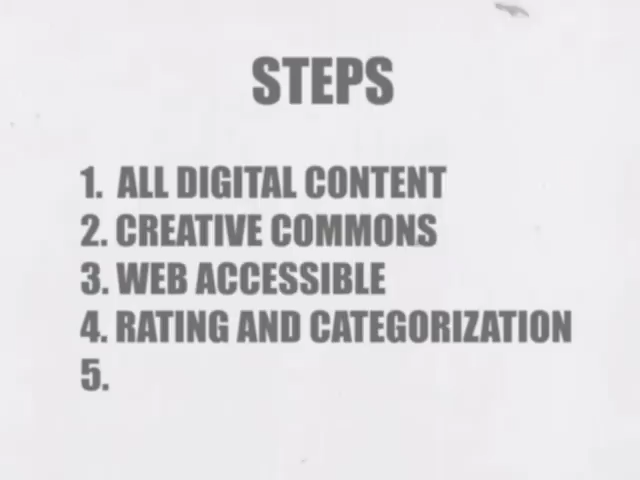 STEPS
1. ALL DIGITAL CONTENT
2. CREATIVE COMMONS
3. WEB ACCESSIBLE
4. RATING AND CATEGORIZATION
5.